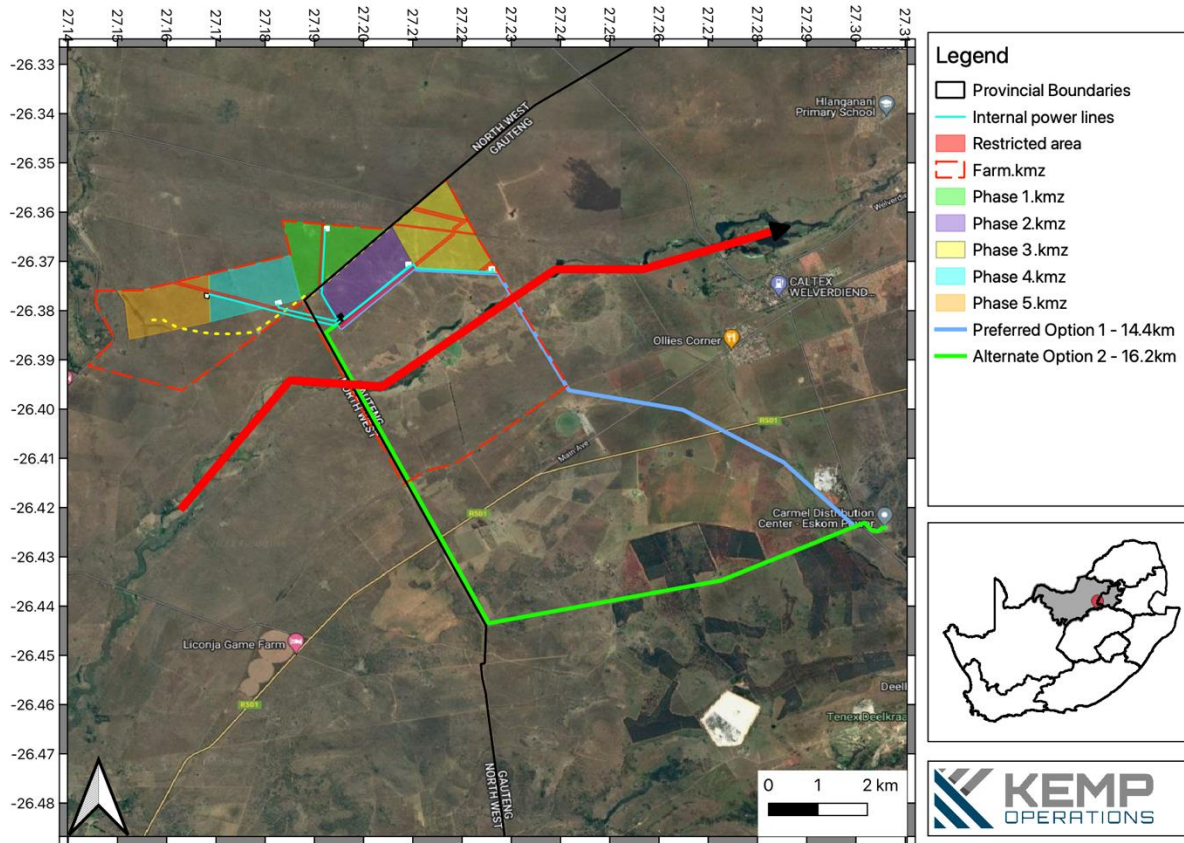 27.14
27.15
27.16
27.17
27.18
27.19
27.20
27.21
27.22
27.23
27.24
27.25
27.26
27.27
27.28
27.29
27.30
27.31
-26.33
-26.34
-26.35
-26.36
-26.37
-26.38
-26.39
-26.40
-26.41
-26.42
-26.43
-26.44
-26.45
-26.46
-26.47
-26.48
NORTH WEST
GAUTENG
Hlanganani
Primary School
Welverdie
CALTEX
WELVERDIEND...
Ollies Corner
GAUTENG
NORTH WEST
R501
Main Ave
R501
Carmel Distribution
Center - Eskom Power
Liconja Game Farm
R501
Deelk
Tenex Deelkraa
GAUTENG
NORTH WEST
0 1 2 km
Legend
Provincial Boundaries
Internal power lines
Restricted area
Farm.kmz
Phase 1.kmz
Phase 2.kmz
Phase 3.kmz
Phase 4.kmz
Phase 5.kmz
Preferred Option 1 - 14.4km
Alternate Option 2 - 16.2km
KEMP
OPERATIONS